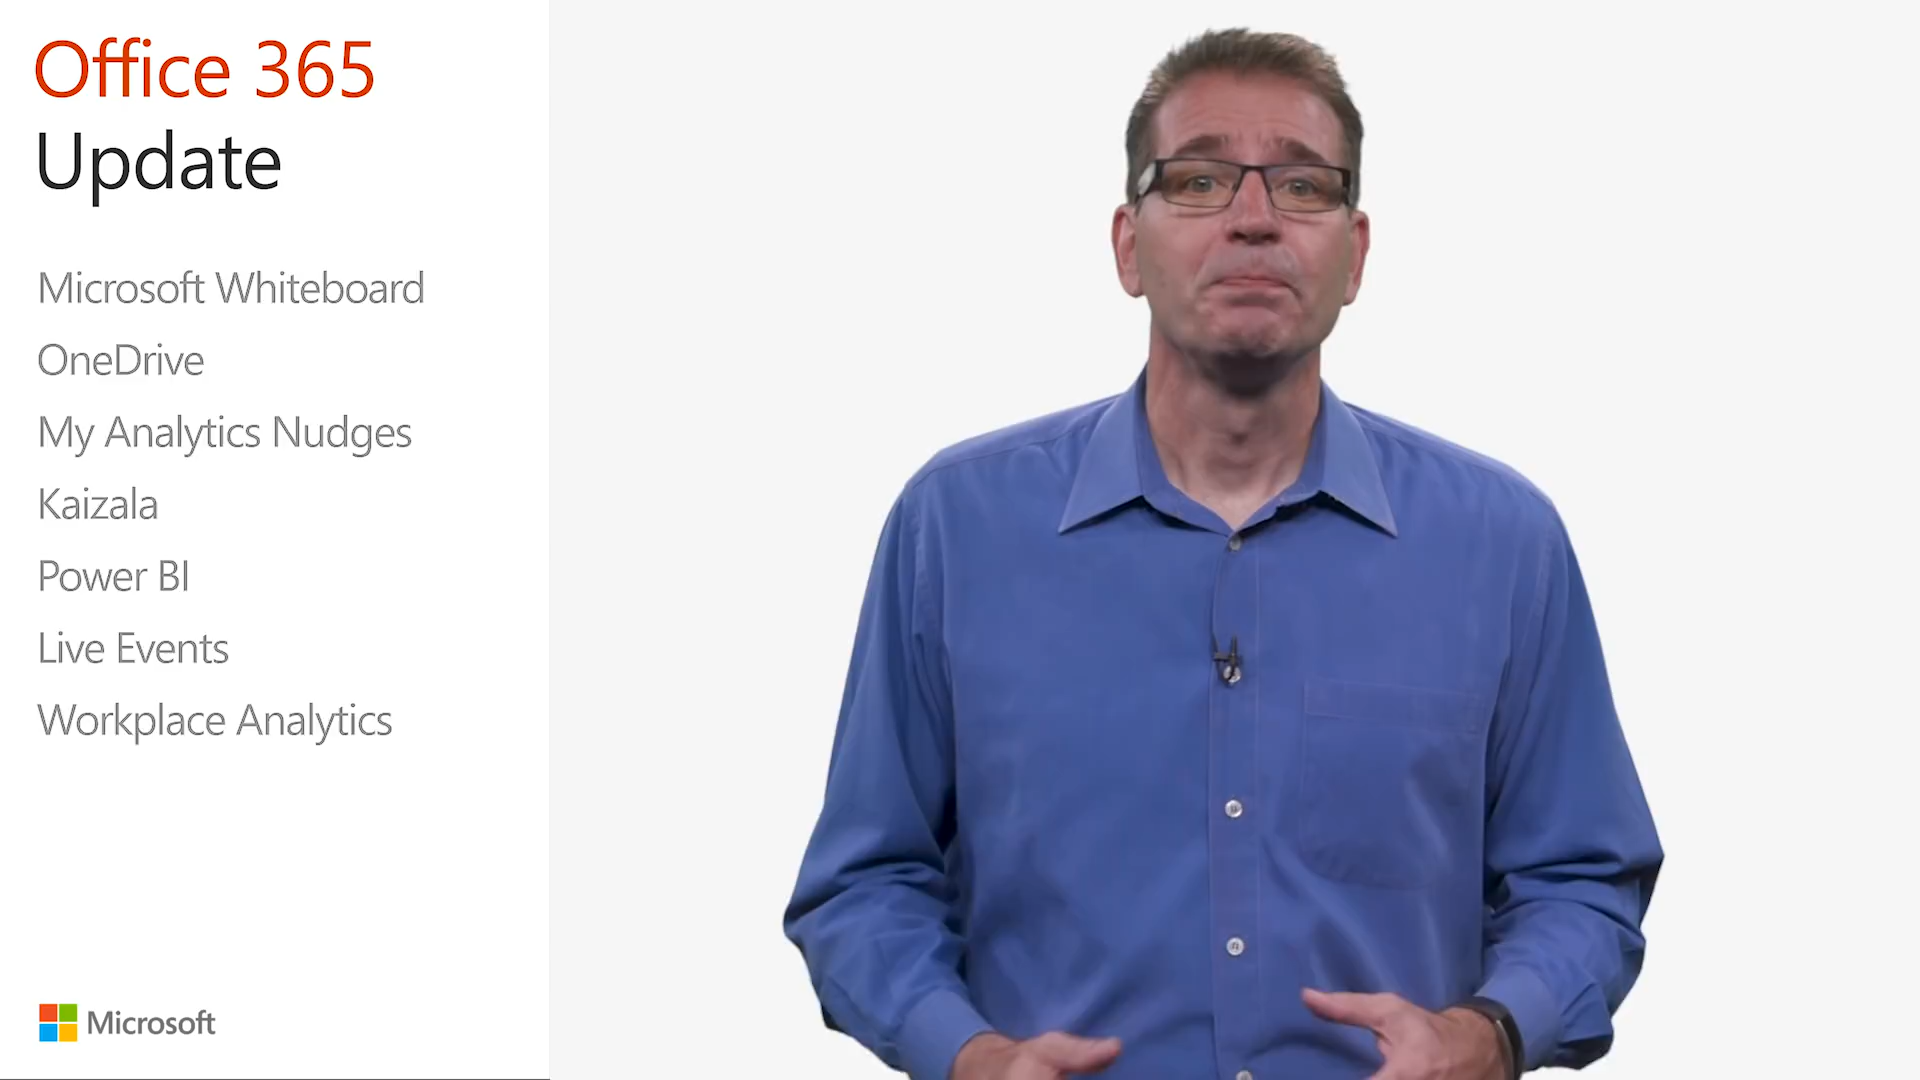 Office 365
Update
Microsoft Whiteboard
OneDrive
My Analytics Nudges
Kaizala
Power BI
Live Events
Workplace Analytics
Microsoft